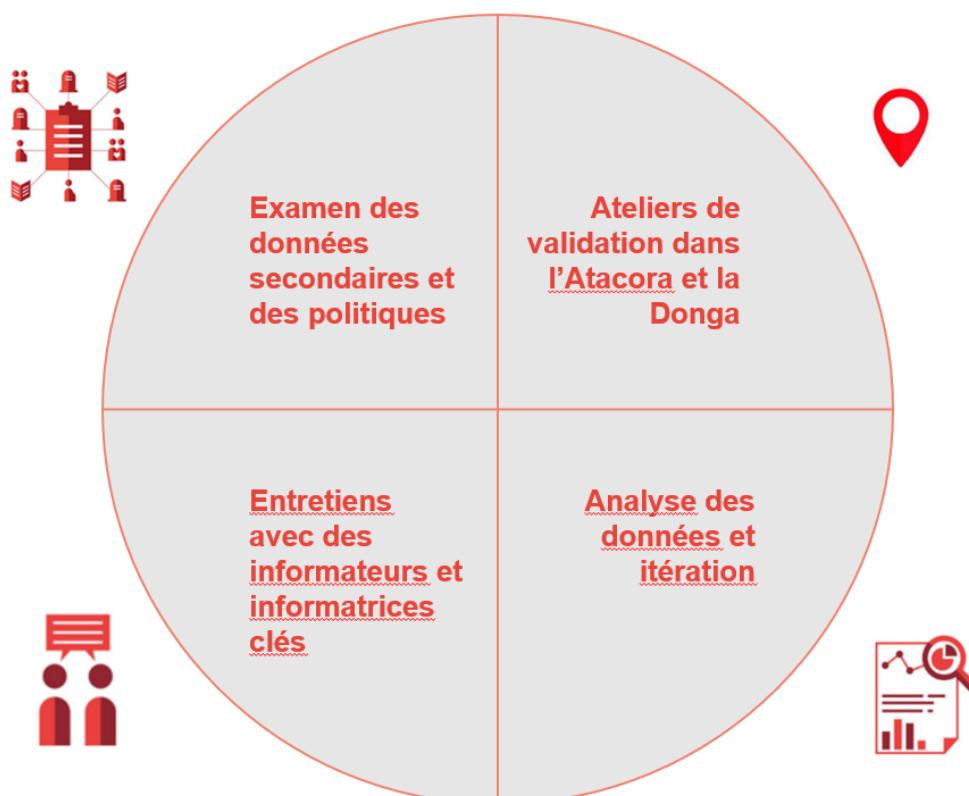 Examen des
données
secondaires et
des politiques
Ateliers de
validation dans
l’Atacora et la
Donga
Entretiens
avec des
informateurs et
informatrices
clés
Analyse des
données et
itération